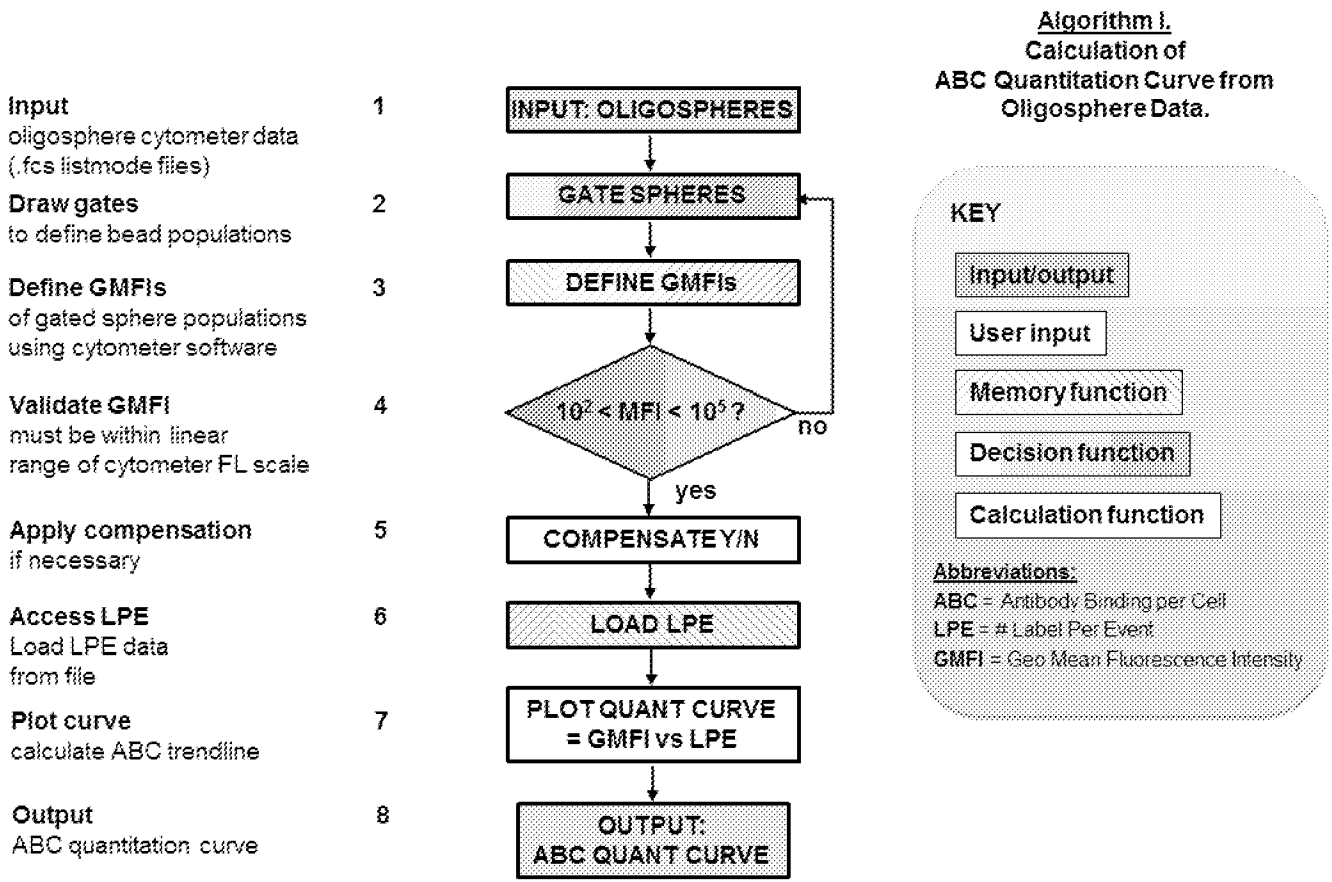 Algorithm I.
Calculation of
ABC Quantitation Curve from
Oligosphere Data.
Input 1
oligosphere cytometer data
(.fcs listmode files)
Draw gates 2
to define bead populations
Define GMFIs 3
of gated sphere populations
using cytometer software
Validate GMFI 4
must be within linear
range of cytometer FL scale
Apply compensation 5
if necessary
Access LPE 6
Load LPE data
from file
Plot curve 7
calculate ABC trendline
Output 8
ABC quantitation curve
INPUT: OLIGOSPHERES
GATE SPHERES
DEFINE GMFIs
10² < MFI < 10⁵ ?
no
yes
COMPENSATE Y/N
LOAD LPE
PLOT QUANT CURVE
= GMFI vs LPE
OUTPUT:
ABC QUANT CURVE
KEY
Input/output
User input
Memory function
Decision function
Calculation function
Abbreviations:
ABC = Antibody Binding per Cell
LPE = # Label Per Event
GMFI = Geo Mean Fluorescence Intensity